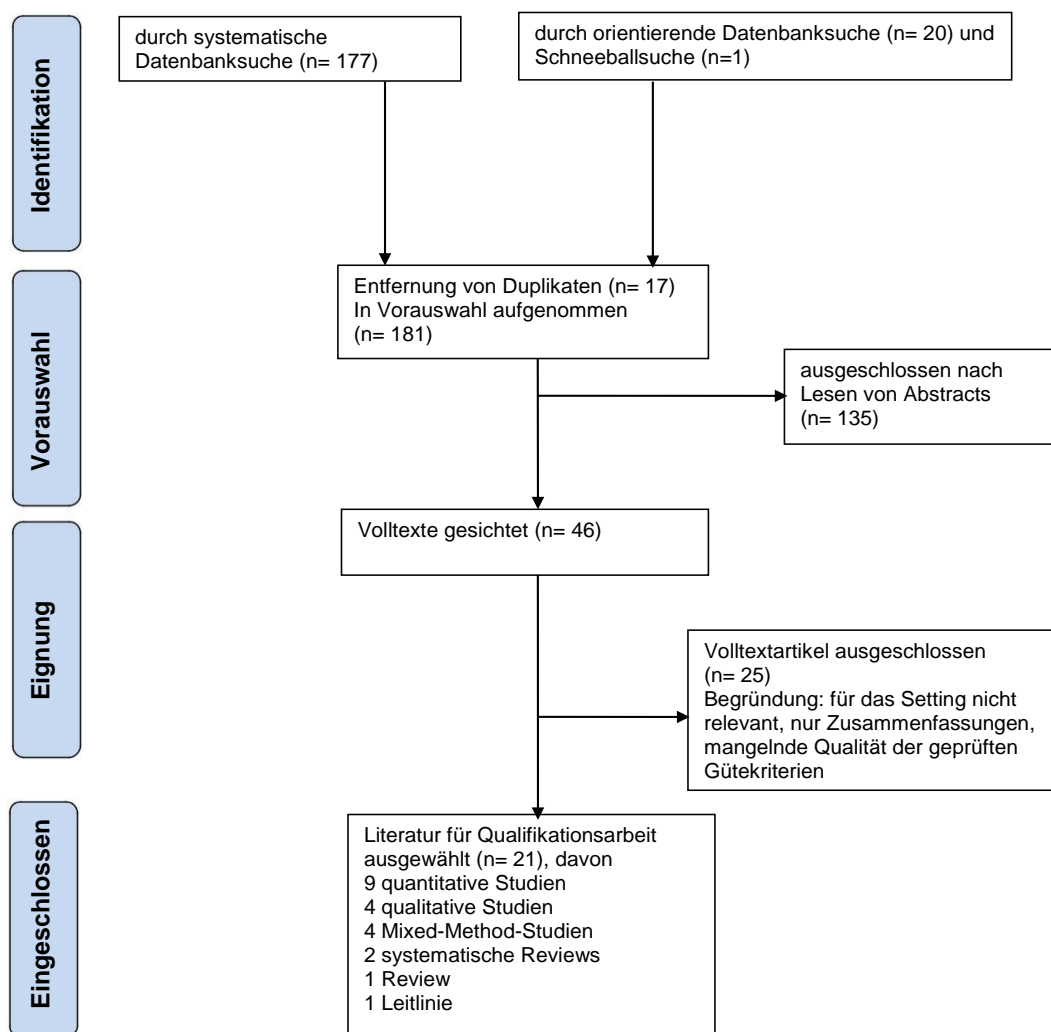 Identifikation
durch systematische
Datenbanksuche (n= 177)
durch orientierende Datenbanksuche (n= 20) und
Schneeballsuche (n=1)
Vorauswahl
Entfernung von Duplikaten (n= 17)
In Vorauswahl aufgenommen
(n= 181)
ausgeschlossen nach
Lesen von Abstracts
(n= 135)
Eignung
Volltexte gesichtet (n= 46)
Volltextartikel ausgeschlossen
(n= 25)
Begründung: für das Setting nicht
relevant, nur Zusammenfassungen,
mangelnde Qualität der geprüften
Gütekriterien
Eingeschlossen
Literatur für Qualifikationsarbeit
ausgewählt (n= 21), davon
9 quantitative Studien
4 qualitative Studien
4 Mixed-Method-Studien
2 systematische Reviews
1 Review
1 Leitlinie